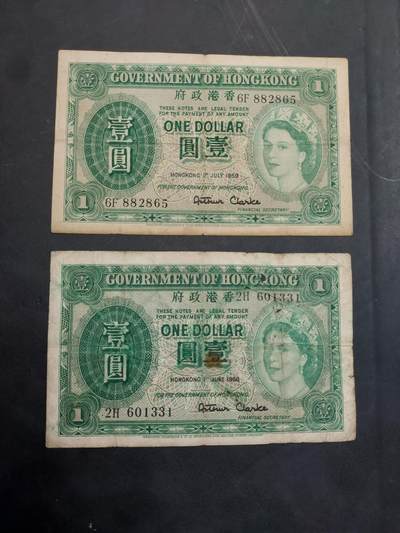 GOVERNMENT OF HONGKONG
1
府政港香
6F 882865
THESE NOTES ARE LEGAL TENDER
FOR THE PAYMENT OF ANY AMOUNT
壹圓
ONE DOLLAR
圓壹
HONGKONG 1ST JULY 1959
FOR THE GOVERNMENT OF HONGKONG
1
6F 882865
Arthur Clarke
FINANCIAL SECRETARY
壹
GOVERNMENT OF HONGKONG
1
府政港香
2H 601331
THESE NOTES ARE LEGAL TENDER
FOR THE PAYMENT OF ANY AMOUNT
壹圓
ONE DOLLAR
圓壹
HONGKONG 1ST JUNE 1956
FOR THE GOVERNMENT OF HONGKONG
1
2H 601331
Arthur Clarke
FINANCIAL SECRETARY
壹